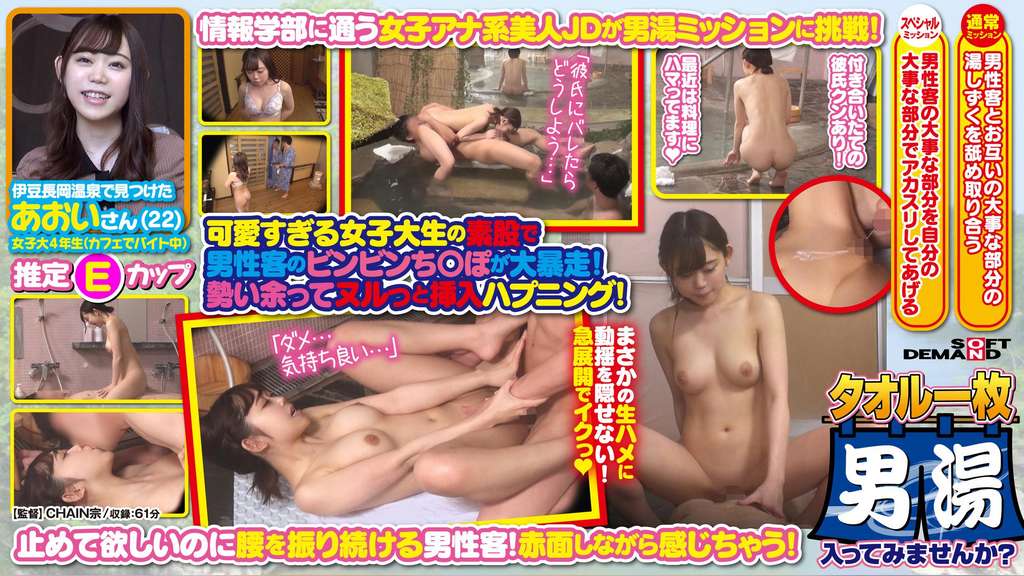 情報学部に通う女子アナ系美人JDが男湯ミッションに挑戦!
伊豆長岡温泉で見つけた
あおいさん(22)
女子大4年生(カフェでバイト中)
推定Eカップ
「彼氏にバレたら
どうしよう…」
付き合いたての
彼氏クンあり!
最近は料理に
ハマってます♥
スペシャル
ミッション
男性客の大事な部分を自分の
大事な部分でアカスリしてあげる
通常
ミッション
男性客とお互いの大事な部分の
湯しずくを舐め取り合う
可愛すぎる女子大生の素股で
男性客のビンビンち〇ぽが大暴走!
勢い余ってヌルっと挿入ハプニング!
「ダメ…
気持ち良い…」
まさかの生ハメに
動揺を隠せない!
急展開でイクっ♥
SOFT
ON
DEMAND
タオル一枚
男湯
入ってみませんか?
【監督】CHAIN宗/収録:61分
止めて欲しいのに腰を振り続ける男性客!赤面しながら感じちゃう!